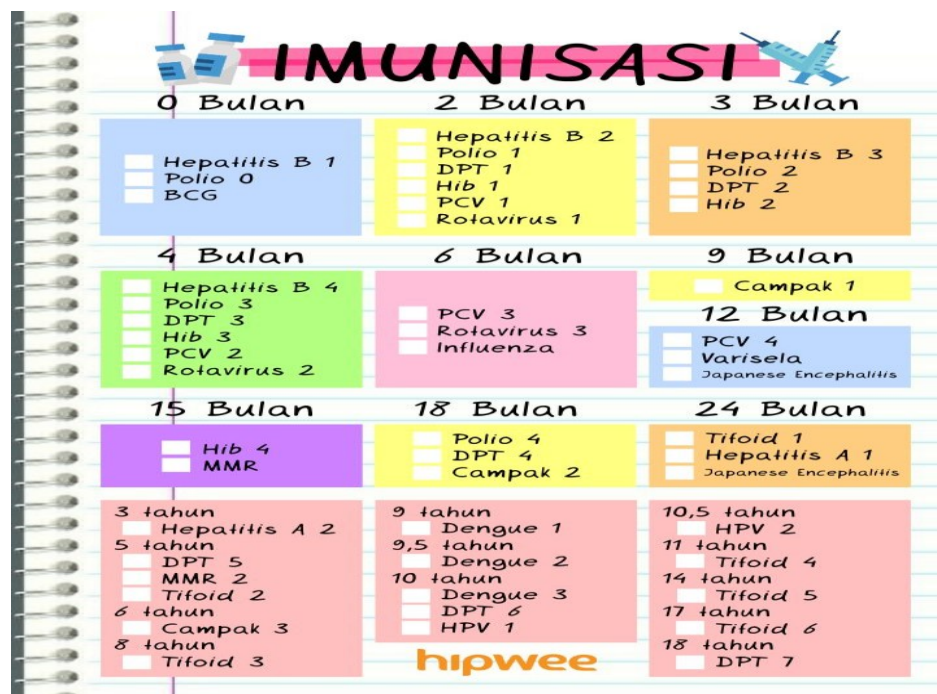 IMUNISASI
0 Bulan
Hepatitis B 1
Polio 0
BCG
2 Bulan
Hepatitis B 2
Polio 1
DPT 1
Hib 1
PCV 1
Rotavirus 1
3 Bulan
Hepatitis B 3
Polio 2
DPT 2
Hib 2
4 Bulan
Hepatitis B 4
Polio 3
DPT 3
Hib 3
PCV 2
Rotavirus 2
6 Bulan
PCV 3
Rotavirus 3
Influenza
9 Bulan
Campak 1
12 Bulan
PCV 4
Varisela
Japanese Encephalitis
15 Bulan
Hib 4
MMR
18 Bulan
Polio 4
DPT 4
Campak 2
24 Bulan
Tifoid 1
Hepatitis A 1
Japanese Encephalitis
3 tahun
Hepatitis A 2
5 tahun
DPT 5
MMR 2
Tifoid 2
6 tahun
Campak 3
8 tahun
Tifoid 3
9 tahun
Dengue 1
9,5 tahun
Dengue 2
10 tahun
Dengue 3
DPT 6
HPV 1
10,5 tahun
HPV 2
11 tahun
Tifoid 4
14 tahun
Tifoid 5
17 tahun
Tifoid 6
18 tahun
DPT 7
hipwee